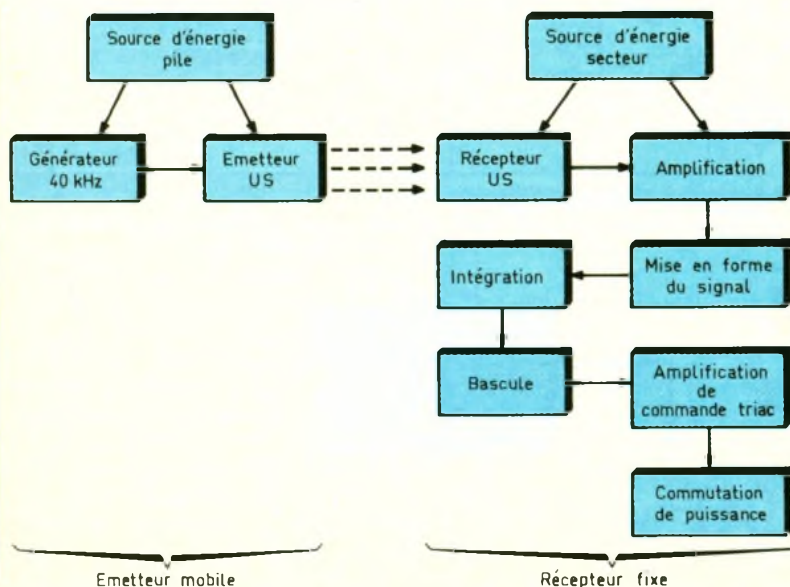 Source d'énergie
pile
Source d'énergie
secteur
Générateur
40 kHz
Emetteur
US
Récepteur
US
Amplification
Intégration
Mise en forme
du signal
Bascule
Amplification
de
commande triac
Commutation
de puissance
Emetteur mobile
Récepteur fixe